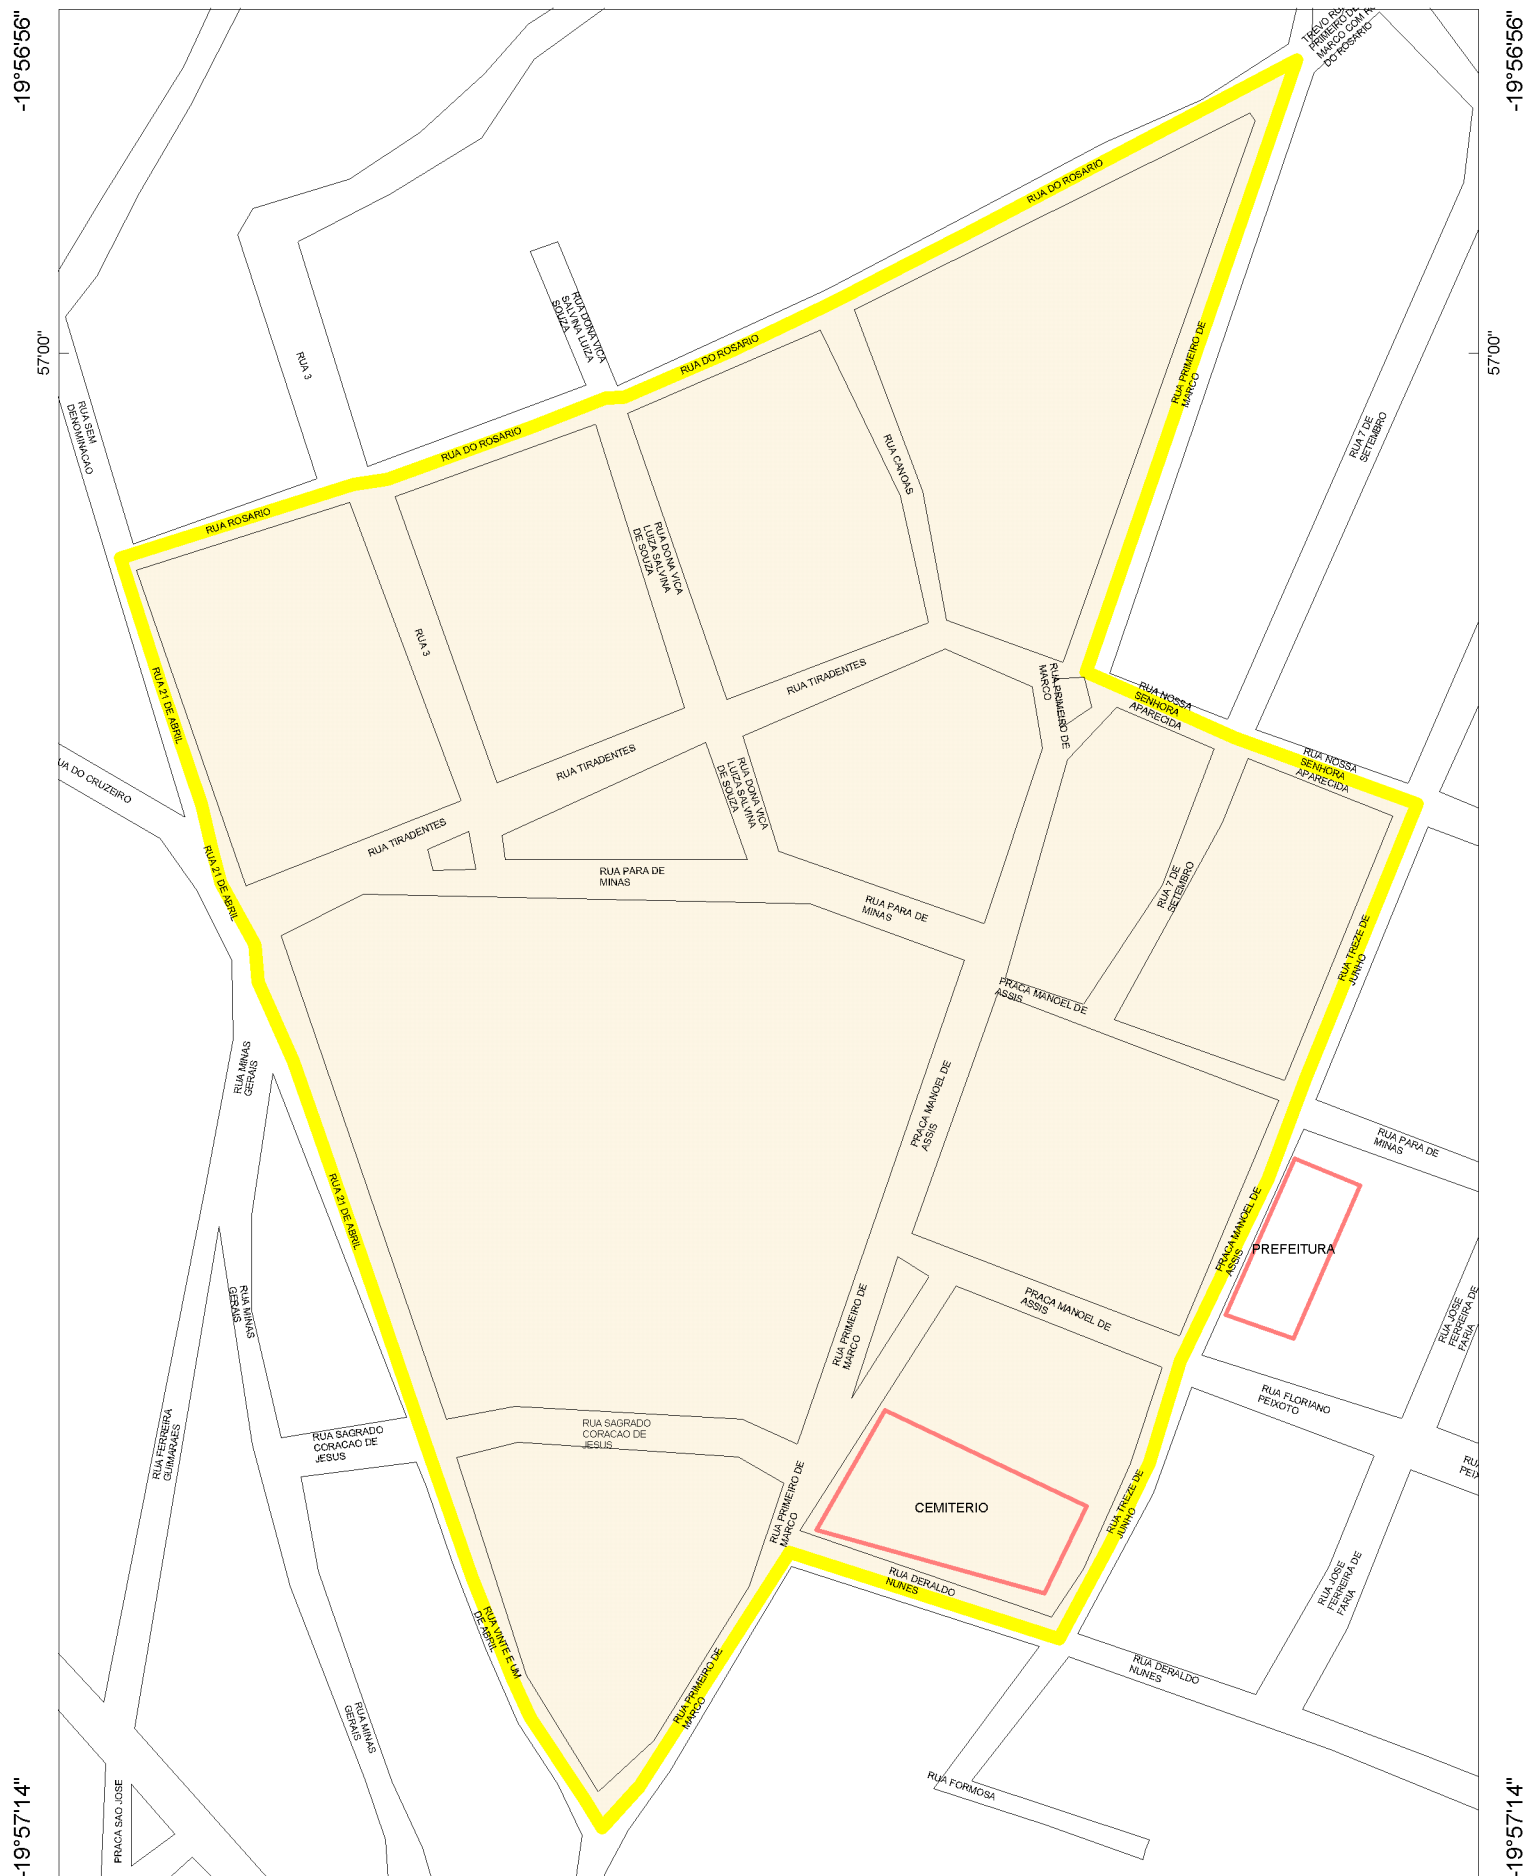 -19°56'56"
-19°56'56"
TREVO
PRIMEIRO DE
MARCO COM
DO ROSARIO
RUA DO ROSARIO
RUA DONA VICA
SALVINA LUIZA
SOUZA
57'00"
57'00"
RUA 3
RUA DO ROSARIO
RUA PRIMEIRO DE
MARCO
RUA SEM
DENOMINACAO
RUA DO ROSARIO
RUA 7 DE
SETEMBRO
RUA CANOAS
RUA ROSARIO
RUA DONA VICA
LUIZA SALVINA
DE SOUZA
RUA 3
RUA TIRADENTES
RUA PRIMEIRO DE
MARCO
RUA 21 DE ABRIL
RUA NOSSA
SENHORA
APARECIDA
RUA TIRADENTES
RUA NOSSA
SENHORA
APARECIDA
UA DO CRUZEIRO
RUA DONA VICA
LUIZA SALVINA
DE SOUZA
RUA TIRADENTES
RUA 21 DE ABRIL
RUA PARA DE
MINAS
RUA PARA DE
MINAS
RUA 7 DE
SETEMBRO
RUA TREZE DE
JUNHO
PRACA MANOEL DE
ASSIS
RUA MINAS
GERAIS
PRACA MANOEL DE
ASSIS
RUA PARA DE
MINAS
RUA 21 DE ABRIL
PRACA MANOEL DE
ASSIS
PREFEITURA
RUA MINAS
GERAIS
RUA PRIMEIRO DE
MARCO
PRACA MANOEL DE
ASSIS
RUA JOSE
FERREIRA DE
FARIA
RUA FLORIANO
PEIXOTO
RUA FERREIRA
GUIMARAES
RUA SAGRADO
CORACAO DE
JESUS
RUA SAGRADO
CORACAO DE
JESUS
RUA
PEIX
RUA PRIMEIRO DE
MARCO
CEMITERIO
RUA TREZE DE
JUNHO
RUA DERALDO
NUNES
RUA JOSE
FERREIRA DE
FARIA
RUA VINTE E UM
DE ABRIL
RUA PRIMEIRO DE
MARCO
RUA DERALDO
NUNES
RUA MINAS
GERAIS
RUA FORMOSA
PRACA SAO JOSE
-19°57'14"
-19°57'14"